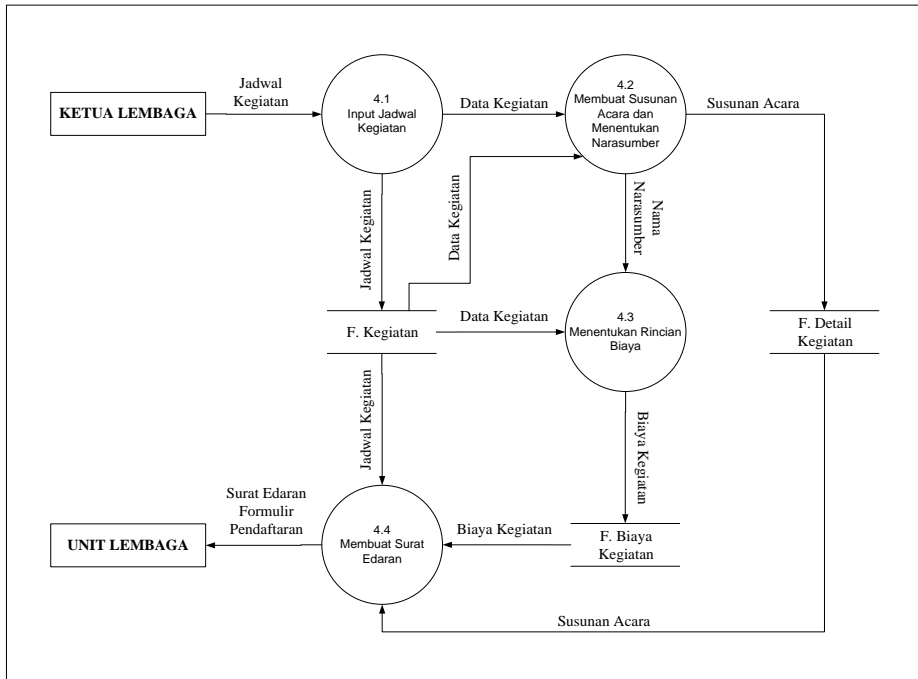 KETUA LEMBAGA
Jadwal
Kegiatan
4.1
Input Jadwal
Kegiatan
Data Kegiatan
4.2
Membuat Susunan
Acara dan
Menentukan
Narasumber
Susunan Acara
Jadwal Kegiatan
Data Kegiatan
Nama
Narasumber
F. Kegiatan
Data Kegiatan
4.3
Menentukan Rincian
Biaya
F. Detail
Kegiatan
Jadwal Kegiatan
Biaya Kegiatan
UNIT LEMBAGA
Surat Edaran
Formulir
Pendaftaran
4.4
Membuat Surat
Edaran
Biaya Kegiatan
F. Biaya
Kegiatan
Susunan Acara